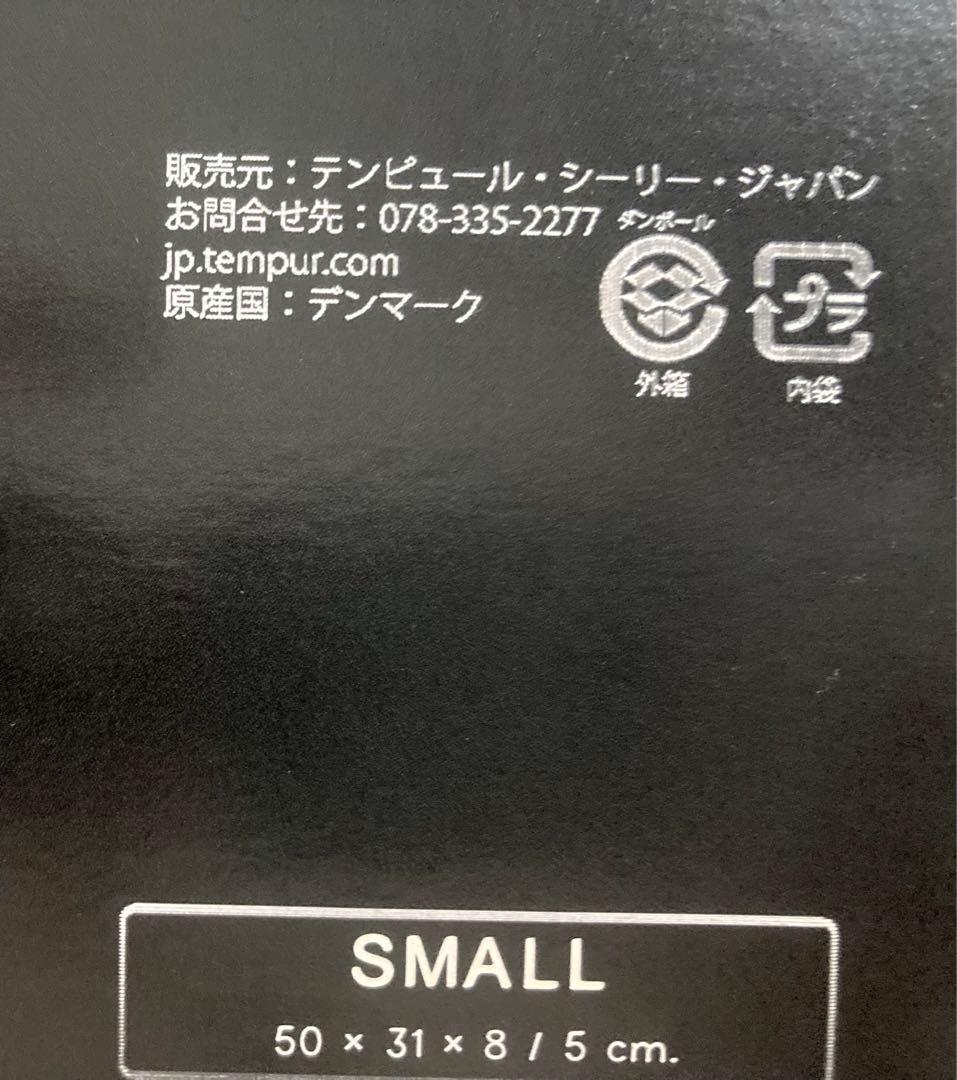 販売元：テンピュール・シーリー・ジャパン
お問合せ先：078-335-2277
jp.tempur.com
原産国：デンマーク
ダンボール
外箱
プラ
内袋
SMALL
50 × 31 × 8 / 5 cm.